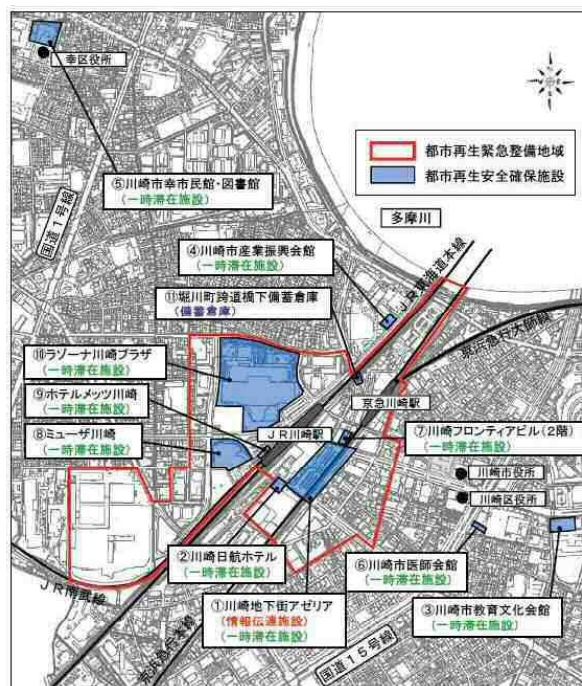 幸区役所
都市再生緊急整備地域
都市再生安全確保施設
⑤川崎市幸市民館・図書館
(一時滞在施設)
国道1号線
多摩川
④川崎市産業振興会館
(一時滞在施設)
JR東海道本線
⑪堀川町跨道橋下備蓄倉庫
(備蓄倉庫)
京浜急行大師線
⑩ラゾーナ川崎プラザ
(一時滞在施設)
⑨ホテルメッツ川崎
(一時滞在施設)
京急川崎駅
JR川崎駅
⑧ミューザ川崎
(一時滞在施設)
⑦川崎フロンティアビル(2階)
(一時滞在施設)
川崎市役所
川崎区役所
②川崎日航ホテル
(一時滞在施設)
⑥川崎市医師会館
(一時滞在施設)
JR南武線
①川崎地下街アゼリア
(情報伝達施設)
(一時滞在施設)
③川崎市教育文化会館
(一時滞在施設)
京浜急行本線
国道15号線